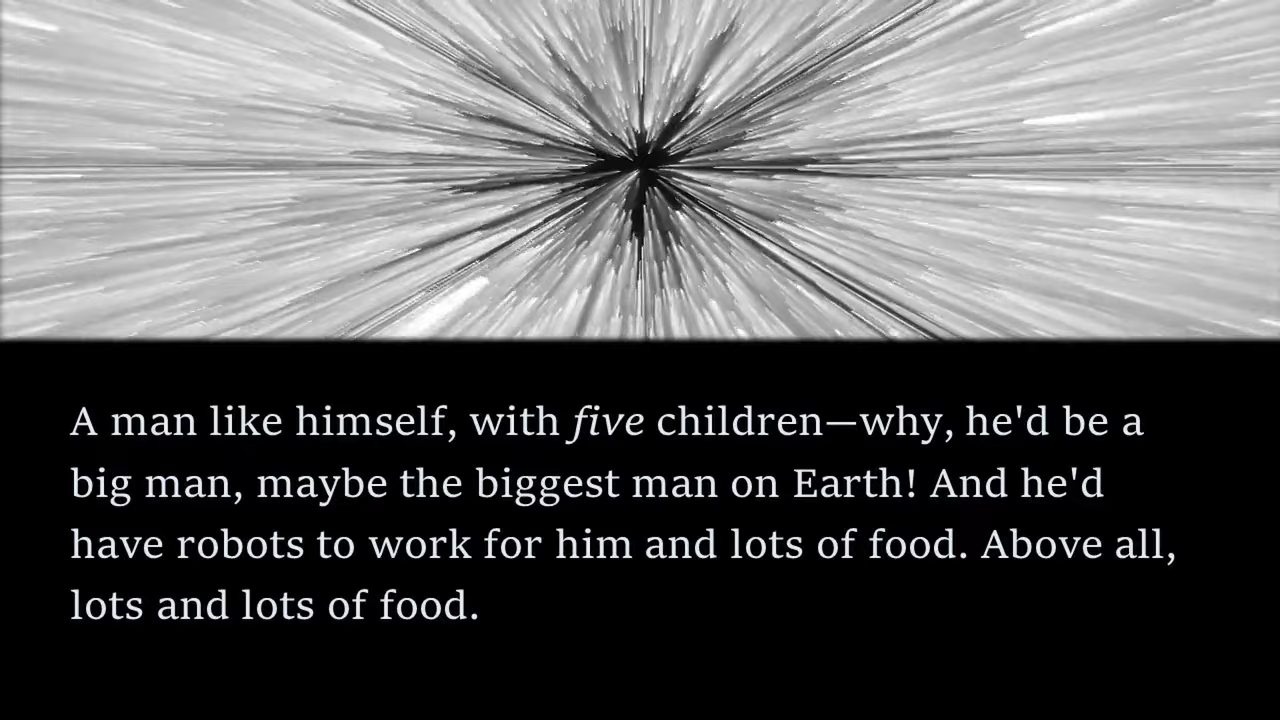 A man like himself, with five children—why, he'd be a
big man, maybe the biggest man on Earth! And he'd
have robots to work for him and lots of food. Above all,
lots and lots of food.